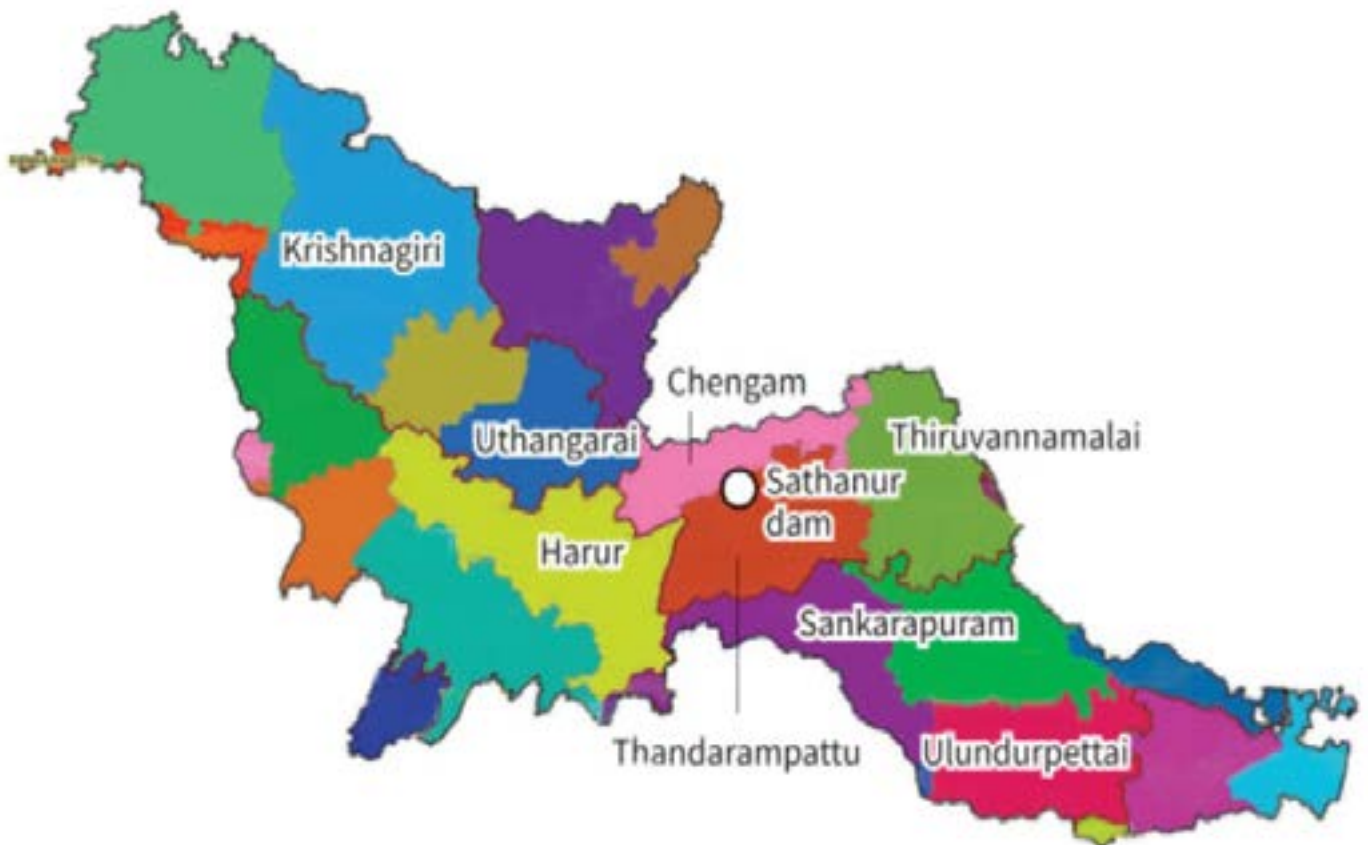 Krishnagiri
Chengam
Uthangarai
Thiruvannamalai
Sathanur
dam
Harur
Sankarapuram
Thandarampattu
Ulundurpettai